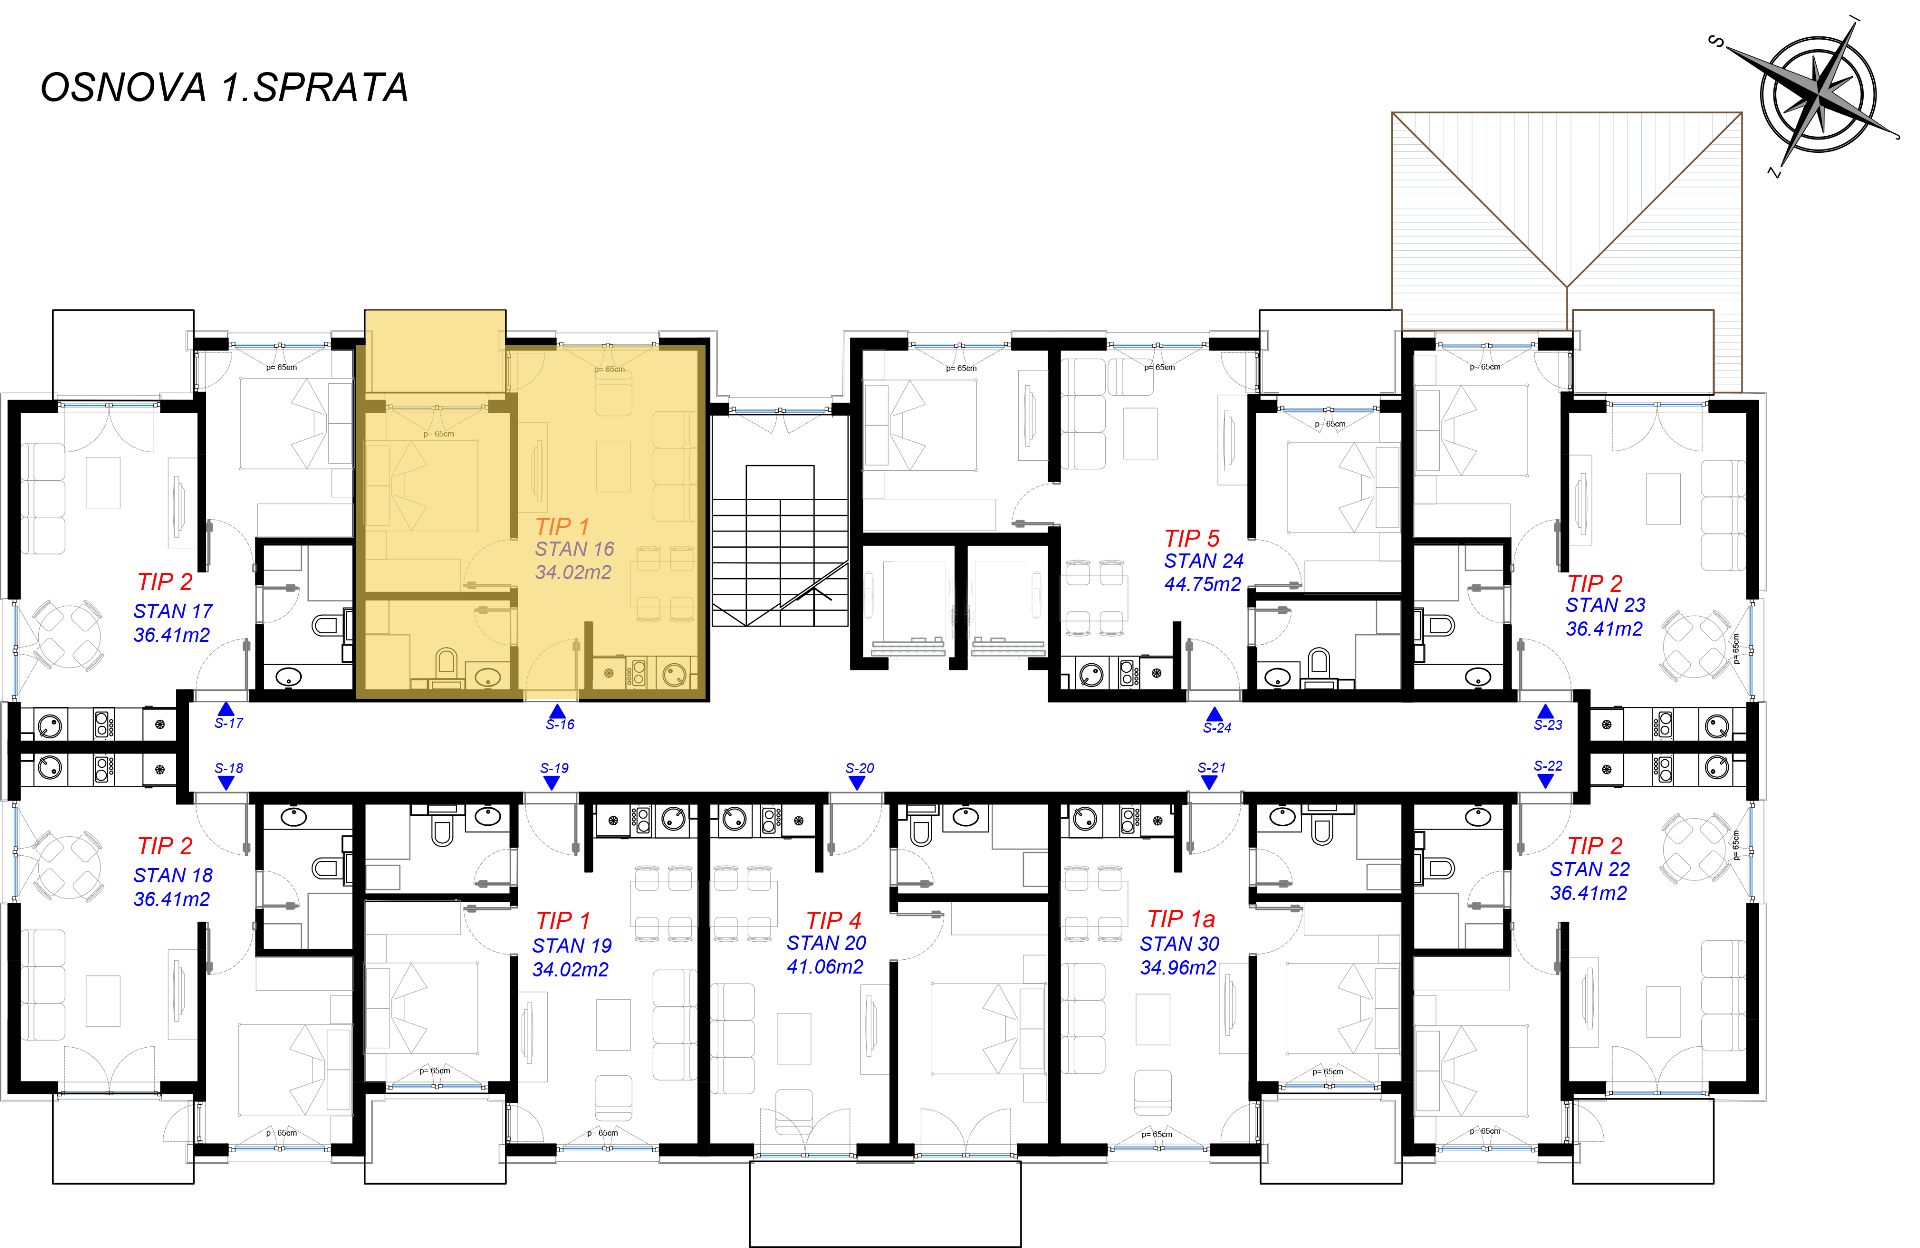 OSNOVA 1.SPRATA
S
I
J
Z
p= 65cm
p= 65cm
p= 65cm
p= 65cm
p= 65cm
p= 65cm
p= 65cm
TIP 1
STAN 16
34.02m2
TIP 5
STAN 24
44.75m2
TIP 2
STAN 17
36.41m2
TIP 2
STAN 23
36.41m2
p= 65cm
S-17
S-16
S-24
S-23
S-18
S-19
S-20
S-21
S-22
TIP 2
STAN 18
36.41m2
TIP 1
STAN 19
34.02m2
TIP 4
STAN 20
41.06m2
TIP 1a
STAN 30
34.96m2
TIP 2
STAN 22
36.41m2
p= 65cm
p= 65cm
p= 65cm
p= 65cm
p= 65cm
p= 65cm
p= 65cm